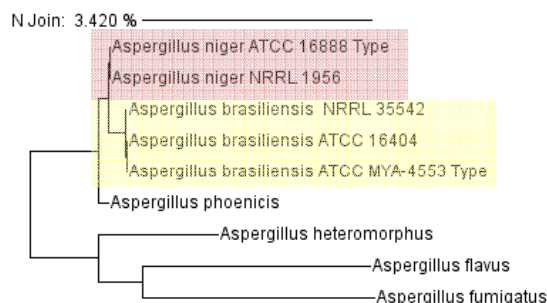 N Join: 3.420 %
Aspergillus niger ATCC 16888 Type
Aspergillus niger NRRL 1956
Aspergillus brasiliensis NRRL 35542
Aspergillus brasiliensis ATCC 16404
Aspergillus brasiliensis ATCC MYA-4553 Type
Aspergillus phoenicis
Aspergillus heteromorphus
Aspergillus flavus
Aspergillus fumigatus